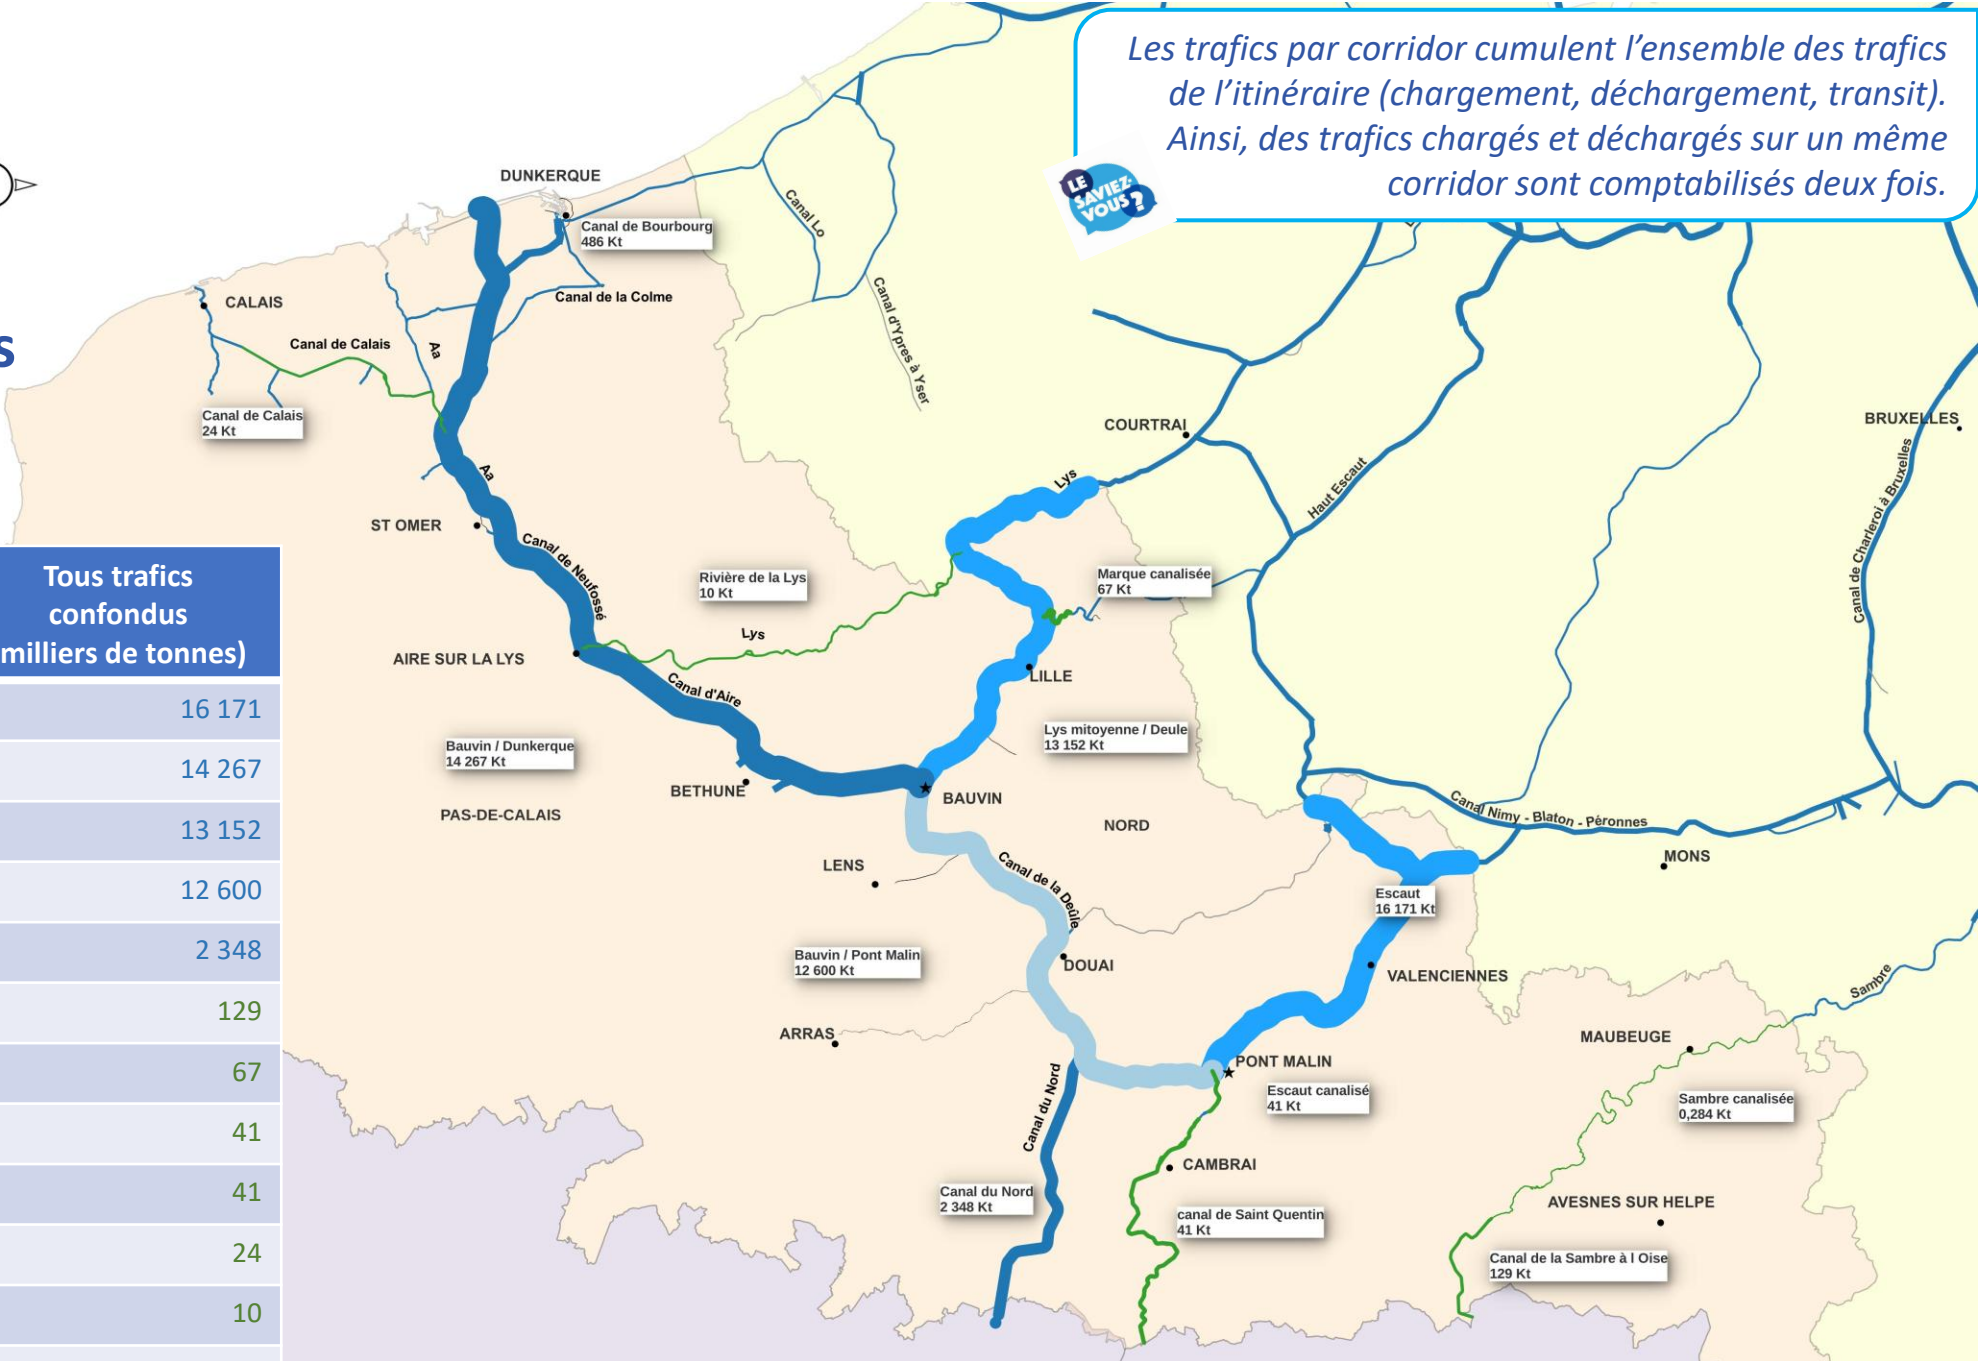 Les trafics par corridor cumulent l’ensemble des trafics
de l’itinéraire (chargement, déchargement, transit).
Ainsi, des trafics chargés et déchargés sur un même
corridor sont comptabilisés deux fois.
LE
SAVIEZ-
VOUS ?
s
DUNKERQUE
Canal de Bourbourg
486 Kt
Canal Lo
CALAIS
Canal de la Colme
Canal d'Ypres à Yser
Canal de Calais
Aa
Canal de Calais
24 Kt
COURTRAI
BRUXELLES
Aa
Lys
Haut Escaut
Canal de Charleroi à Bruxelles
ST OMER
Canal de Neufossé
Rivière de la Lys
10 Kt
Marque canalisée
67 Kt
Lys
AIRE SUR LA LYS
LILLE
Canal d'Aire
Lys mitoyenne / Deule
13 152 Kt
Bauvin / Dunkerque
14 267 Kt
BETHUNE
BAUVIN
PAS-DE-CALAIS
NORD
Canal Nimy - Blaton - Péronnes
MONS
LENS
Canal de la Deûle
Escaut
16 171 Kt
Bauvin / Pont Malin
12 600 Kt
DOUAI
VALENCIENNES
Sambre
ARRAS
MAUBEUGE
PONT MALIN
Escaut canalisé
41 Kt
Canal du Nord
Sambre canalisée
0,284 Kt
CAMBRAI
Canal du Nord
2 348 Kt
canal de Saint Quentin
41 Kt
AVESNES SUR HELPE
Canal de la Sambre à l Oise
129 Kt
Tous trafics
confondus
milliers de tonnes)
16 171
14 267
13 152
12 600
2 348
129
67
41
41
24
10